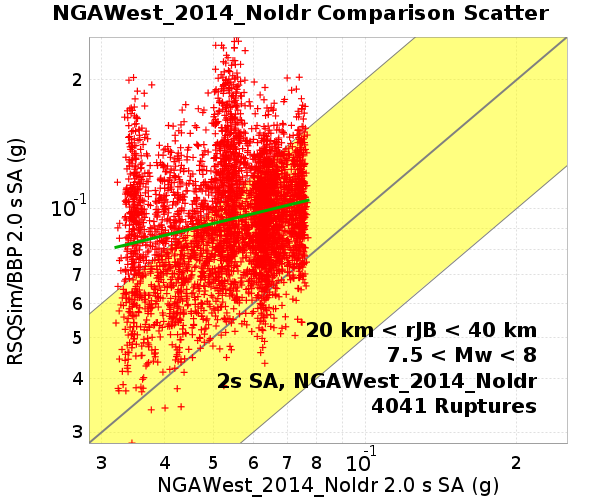 NGAWest_2014_NoIdr Comparison Scatter
RSQSim/BBP 2.0 s SA (g)
2
10⁻¹
8
7
6
5
4
3
20 km < rJB < 40 km
7.5 < Mw < 8
2s SA, NGAWest_2014_NoIdr
4041 Ruptures
3 4 5 6 7 8 10⁻¹ 2
NGAWest_2014_NoIdr 2.0 s SA (g)